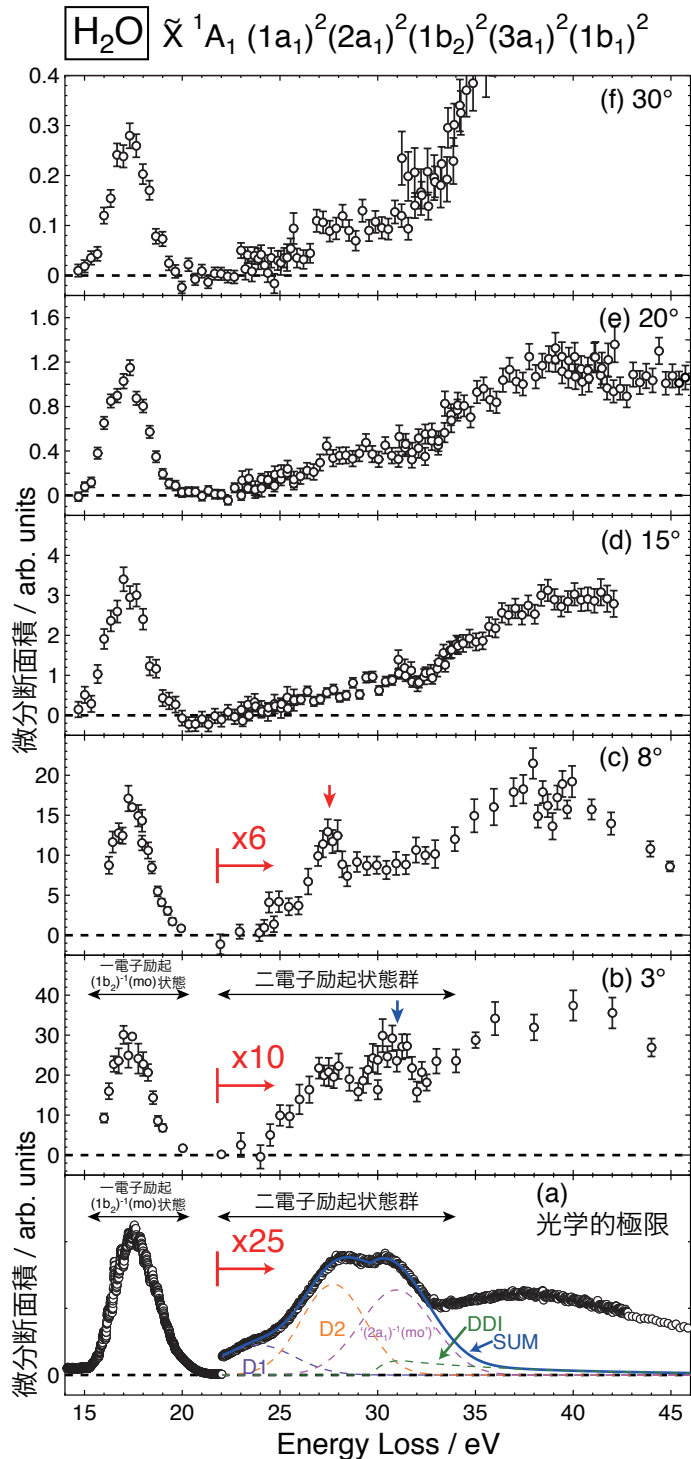 H₂O X̃ ¹A₁ (1a₁)²(2a₁)²(1b₂)²(3a₁)²(1b₁)²
0.4
0.3
0.2
0.1
0
(f) 30°
1.6
1.2
0.8
0.4
0
(e) 20°
4
3
2
1
0
(d) 15°
微分断面積 / arb. units
20
15
10
5
0
(c) 8°
x6
40
30
20
10
0
一電子励起
(1b₂)⁻¹(mo)状態
二電子励起状態群
(b) 3°
x10
微分断面積 / arb. units
0
一電子励起
(1b₂)⁻¹(mo)状態
二電子励起状態群
(a)
光学的極限
x25
D1
D2
(2a₁)⁻¹(mo')
DDI
SUM
15 20 25 30 35 40 45
Energy Loss / eV